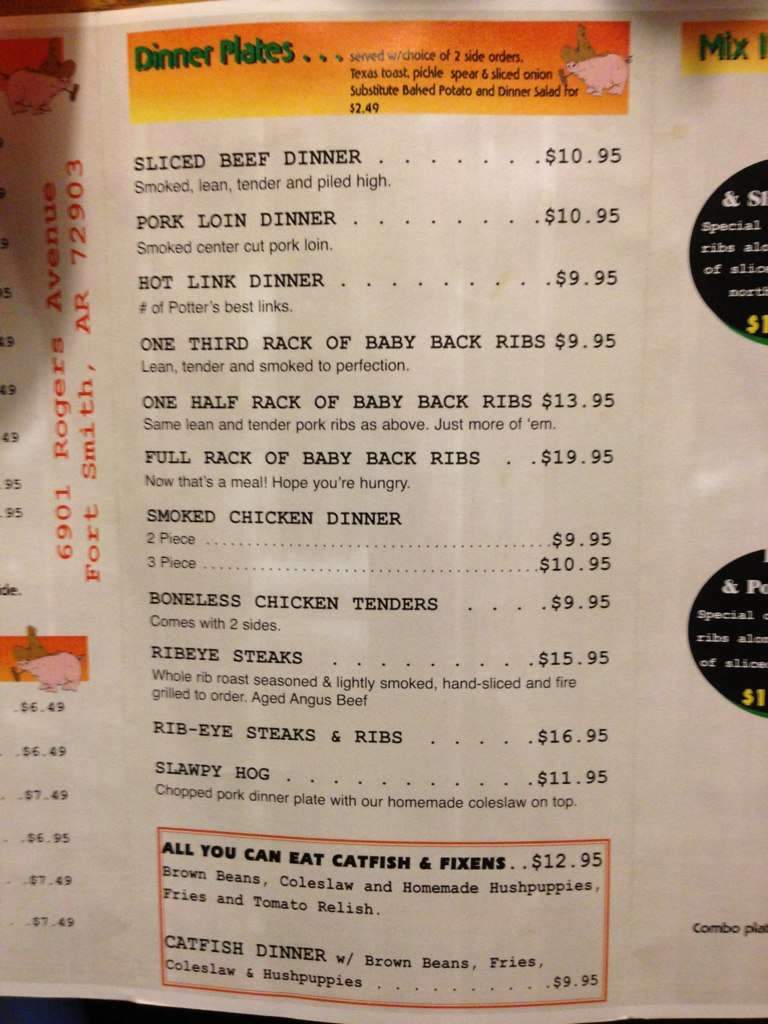 Dinner Plates . . . served w/choice of 2 side orders.
Texas toast, pickle spear & sliced onion
Substitute Baked Potato and Dinner Salad for
$2.49
SLICED BEEF DINNER . . . . . . .$10.95
Smoked, lean, tender and piled high.
PORK LOIN DINNER . . . . . . . .$10.95
Smoked center cut pork loin.
HOT LINK DINNER . . . . . . . . .$9.95
# of Potter's best links.
ONE THIRD RACK OF BABY BACK RIBS $9.95
Lean, tender and smoked to perfection.
ONE HALF RACK OF BABY BACK RIBS $13.95
Same lean and tender pork ribs as above. Just more of 'em.
FULL RACK OF BABY BACK RIBS . .$19.95
Now that's a meal! Hope you're hungry.
SMOKED CHICKEN DINNER
2 Piece ..........$9.95
3 Piece ..........$10.95
BONELESS CHICKEN TENDERS . . . .$9.95
Comes with 2 sides.
RIBEYE STEAKS . . . . . . . . .$15.95
Whole rib roast seasoned & lightly smoked, hand-sliced and fire
grilled to order. Aged Angus Beef
RIB-EYE STEAKS & RIBS . . . . .$16.95
SLAWPY HOG . . . . . . . . . . .$11.95
Chopped pork dinner plate with our homemade coleslaw on top.
ALL YOU CAN EAT CATFISH & FIXENS..$12.95
Brown Beans, Coleslaw and Homemade Hushpuppies,
Fries and Tomato Relish.
CATFISH DINNER w/ Brown Beans, Fries,
Coleslaw & Hushpuppies . . . . . . . . .$9.95
6901 Rogers Avenue
Fort Smith, AR 72903
.$6.49
.$6.49
.$7.49
.$6.95
.$7.49
.$7.49
Mix
Special
ribs
of
& Po
Special
ribs
of
Combo